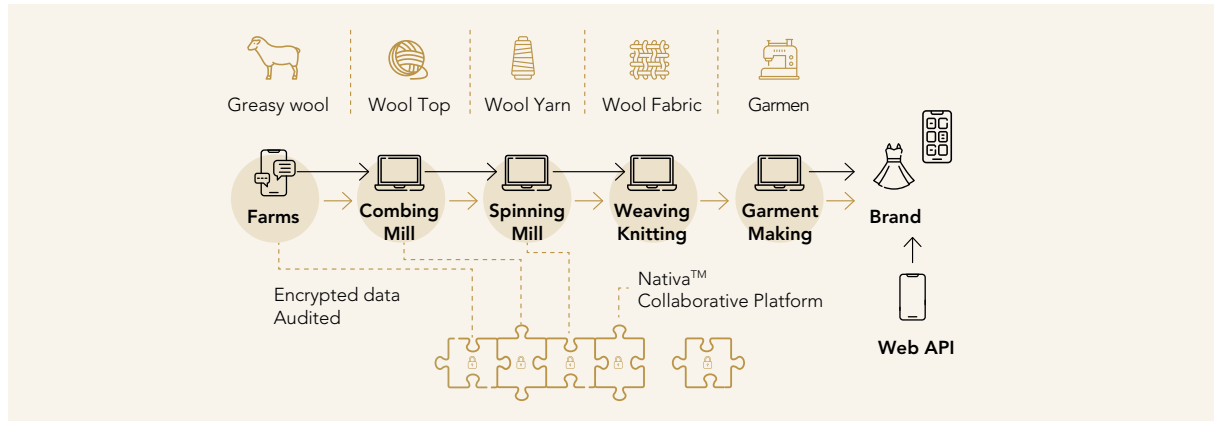 Greasy wool
Wool Top
Wool Yarn
Wool Fabric
Garmen
Farms
Combing
Mill
Spinning
Mill
Weaving
Knitting
Garment
Making
Brand
Encrypted data
Audited
Nativa™
Collaborative Platform
Web API